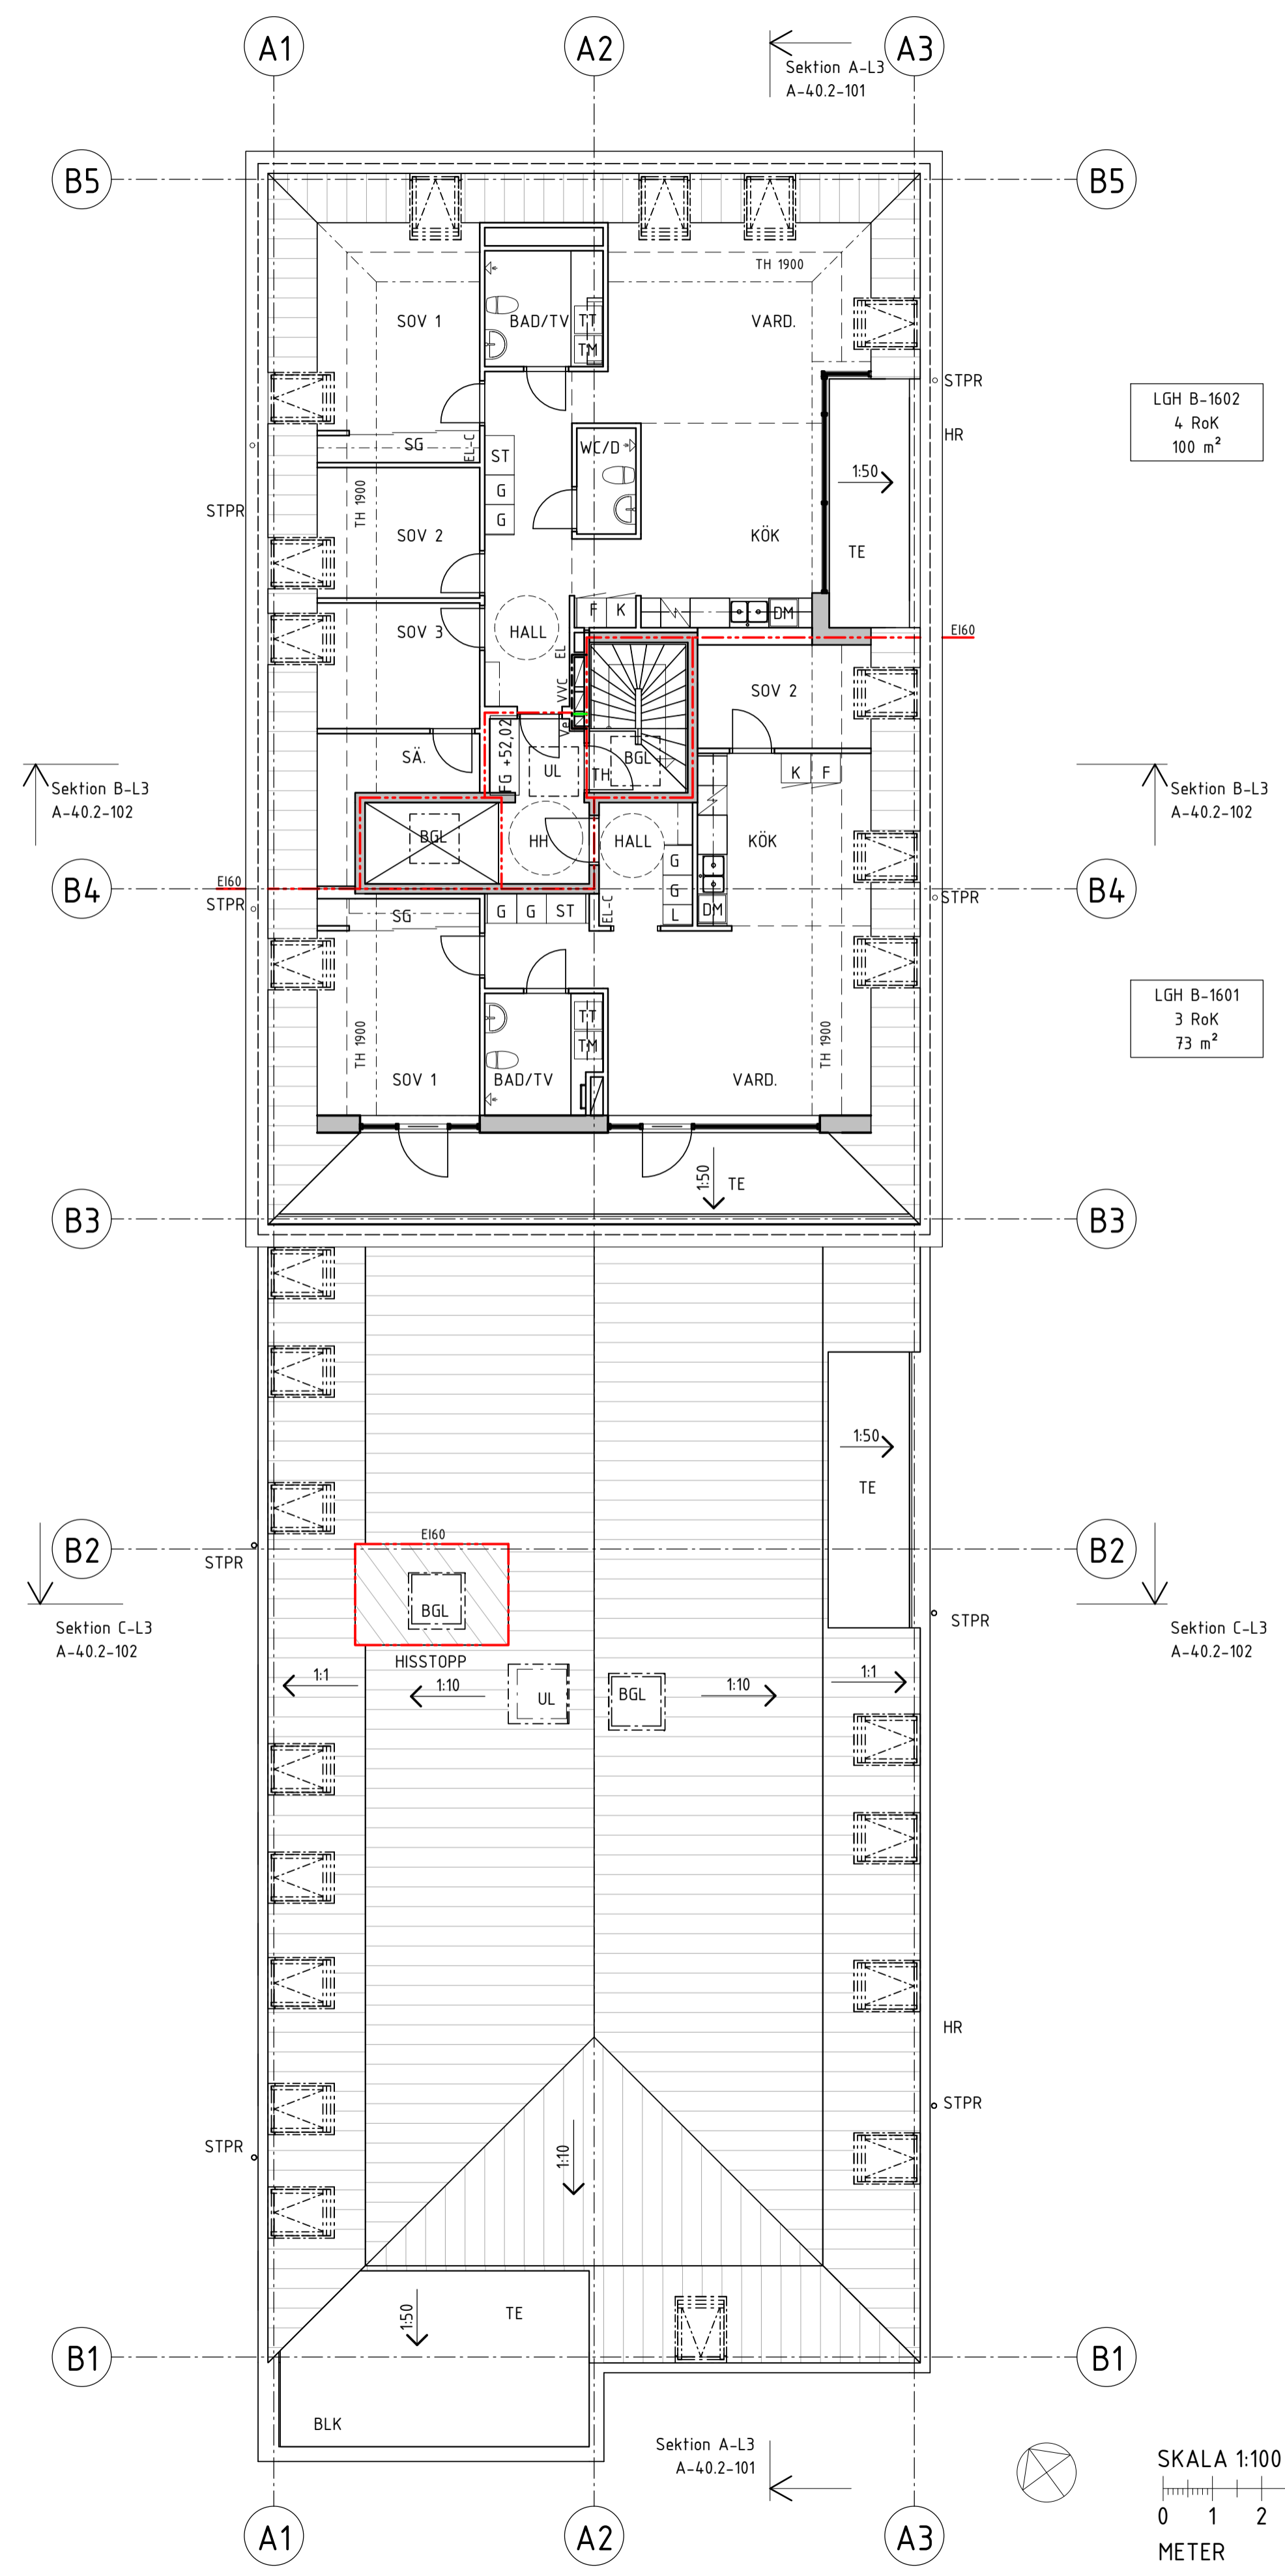 A1
A2
A3
Sektion A-L3
A-40.2-101
B5
B5
TH 1900
SOV 1
BAD/TV
TT
TM
VARD.
STPR
LGH B-1602
4 RoK
100 m²
HR
SG
EL-C
ST
WC/D
1:50
G
G
STPR
TH 1900
SOV 2
KÖK
TE
F
K
DM
SOV 3
HALL
EI60
EL
VVC
SOV 2
FG +52,02
SÄ.
UL
TH
BGL
K
F
Sektion B-L3
A-40.2-102
Sektion B-L3
A-40.2-102
BGL
HH
HALL
KÖK
G
G
L
DM
EI60
B4
B4
STPR
STPR
SG
G
G
ST
EL-C
TT
TM
LGH B-1601
3 RoK
73 m²
TH 1900
TH 1900
SOV 1
BAD/TV
VARD.
1:50
TE
B3
B3
1:50
TE
EI60
B2
B2
STPR
BGL
STPR
Sektion C-L3
A-40.2-102
Sektion C-L3
A-40.2-102
HISSTOPP
1:1
1:10
UL
BGL
1:10
1:1
HR
STPR
STPR
1:10
1:50
TE
B1
B1
BLK
Sektion A-L3
A-40.2-101
SKALA 1:100
0 1 2
METER
A1
A2
A3